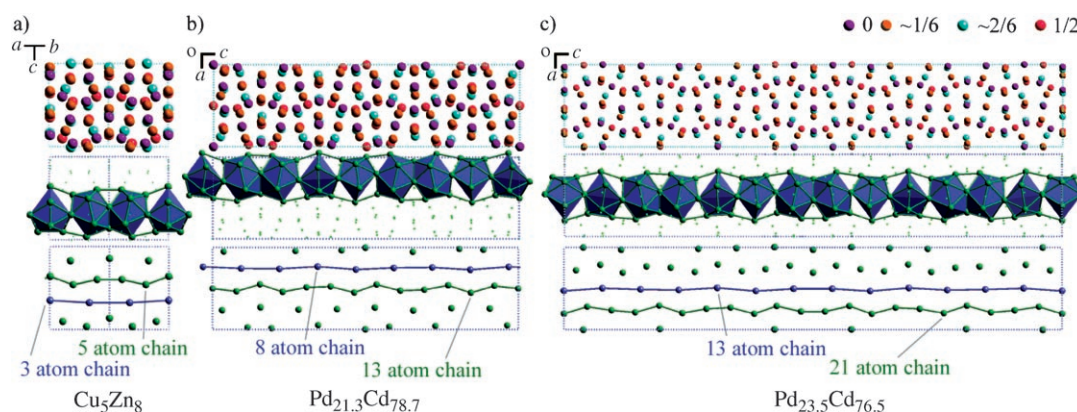 a)
b)
c)
0 ~1/6 ~2/6 1/2
a b
c
o c
a
o c
a
5 atom chain
3 atom chain
8 atom chain
13 atom chain
13 atom chain
21 atom chain
Cu₅Zn₈
Pd₂₁.₃Cd₇₈.₇
Pd₂₃.₅Cd₇₆.₅